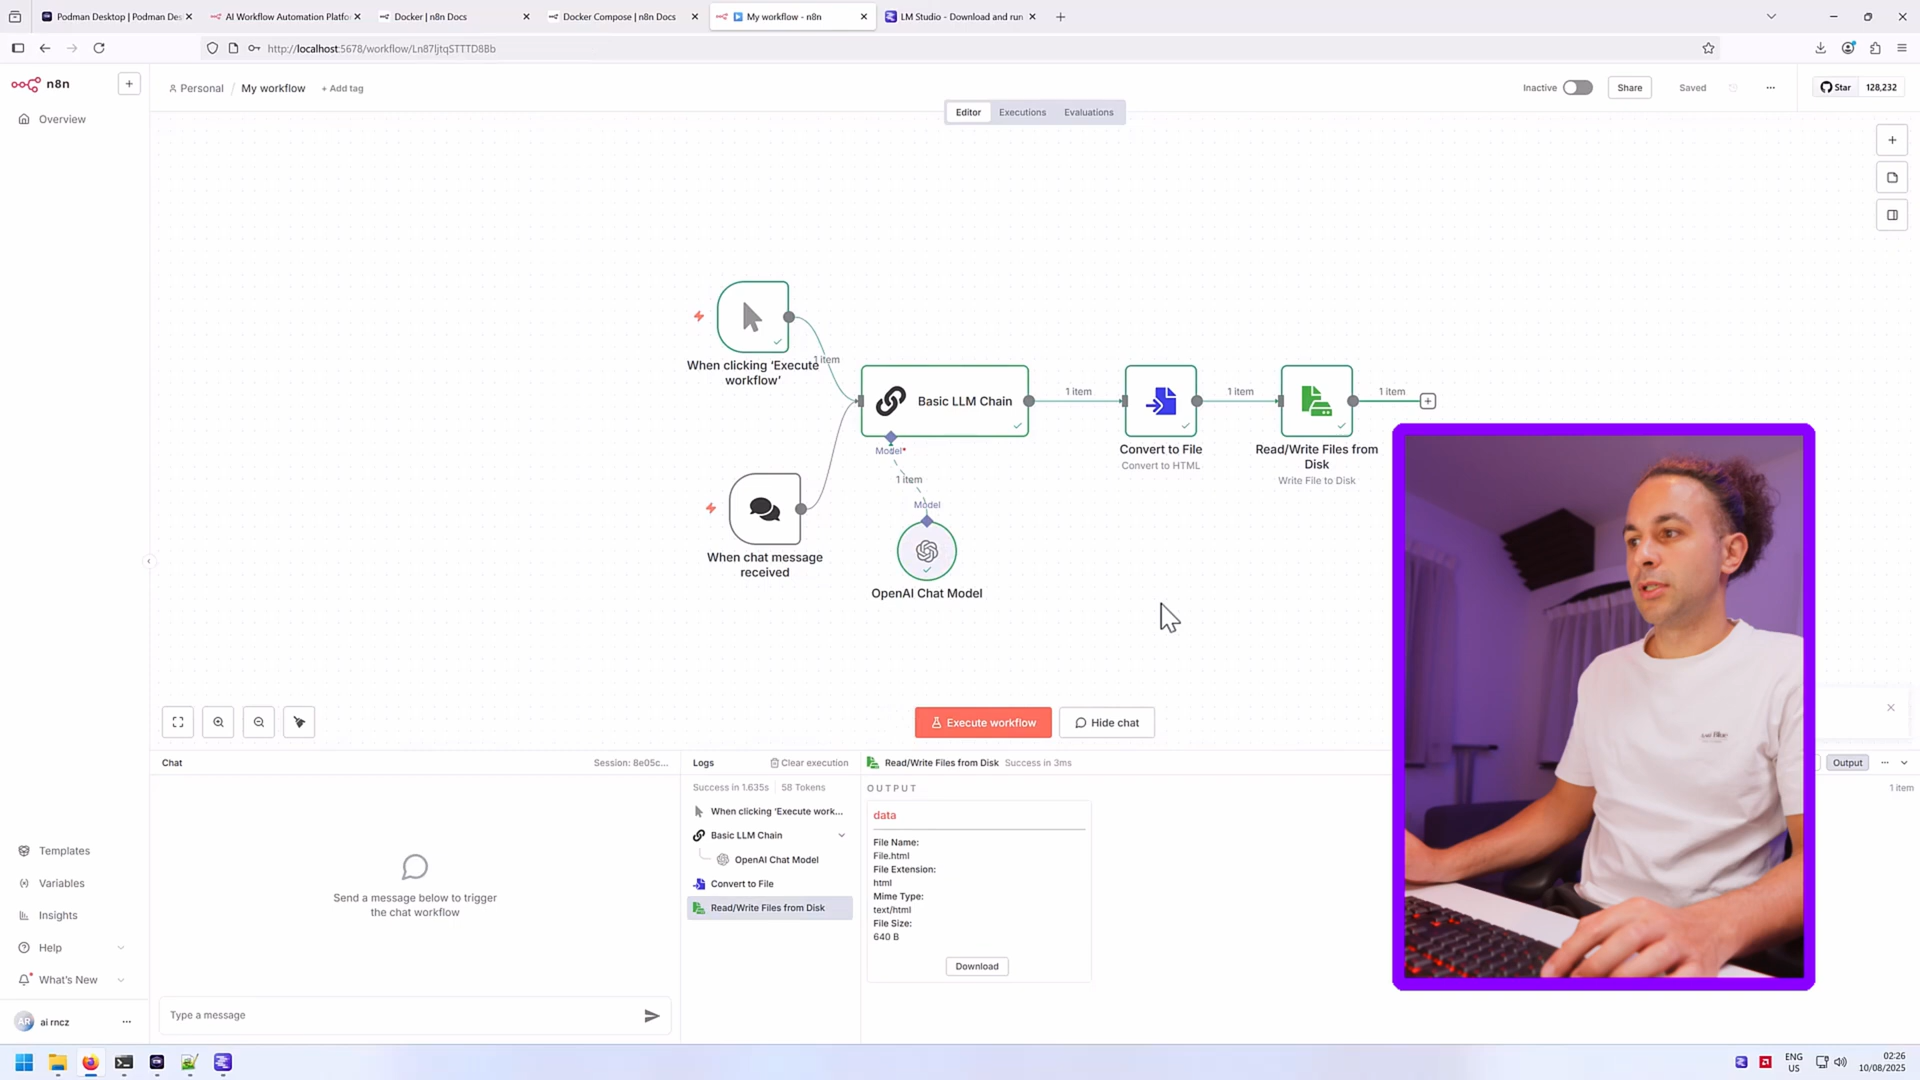 Podman Desktop | Podman Des
AI Workflow Automation Platfo
Docker | n8n Docs
Docker Compose | n8n Docs
My workflow - n8n
LM Studio - Download and run
http://localhost:5678/workflow/Ln87ljtqSTTTD8Bb
n8n
Personal / My workflow + Add tag
Inactive
Share
Saved
Star 128,232
Overview
Editor Executions Evaluations
When clicking ‘Execute
workflow’
1 item
Basic LLM Chain
1 item
1 item
1 item
Model*
1 item
Model
Convert to File
Convert to HTML
Read/Write Files from
Disk
Write File to Disk
When chat message
received
OpenAI Chat Model
Execute workflow
Hide chat
Chat
Session: 8e05c...
Logs
Clear execution
Read/Write Files from Disk Success in 3ms
Output
Success in 1.635s 58 Tokens
OUTPUT
1 item
When clicking ‘Execute work...
Basic LLM Chain
OpenAI Chat Model
Convert to File
Read/Write Files from Disk
data
File Name:
File.html
File Extension:
html
Mime Type:
text/html
File Size:
640 B
Download
Send a message below to trigger
the chat workflow
Type a message
Templates
Variables
Insights
Help
What's New
AR
ai rncz
ENG
US
02:26
10/08/2025